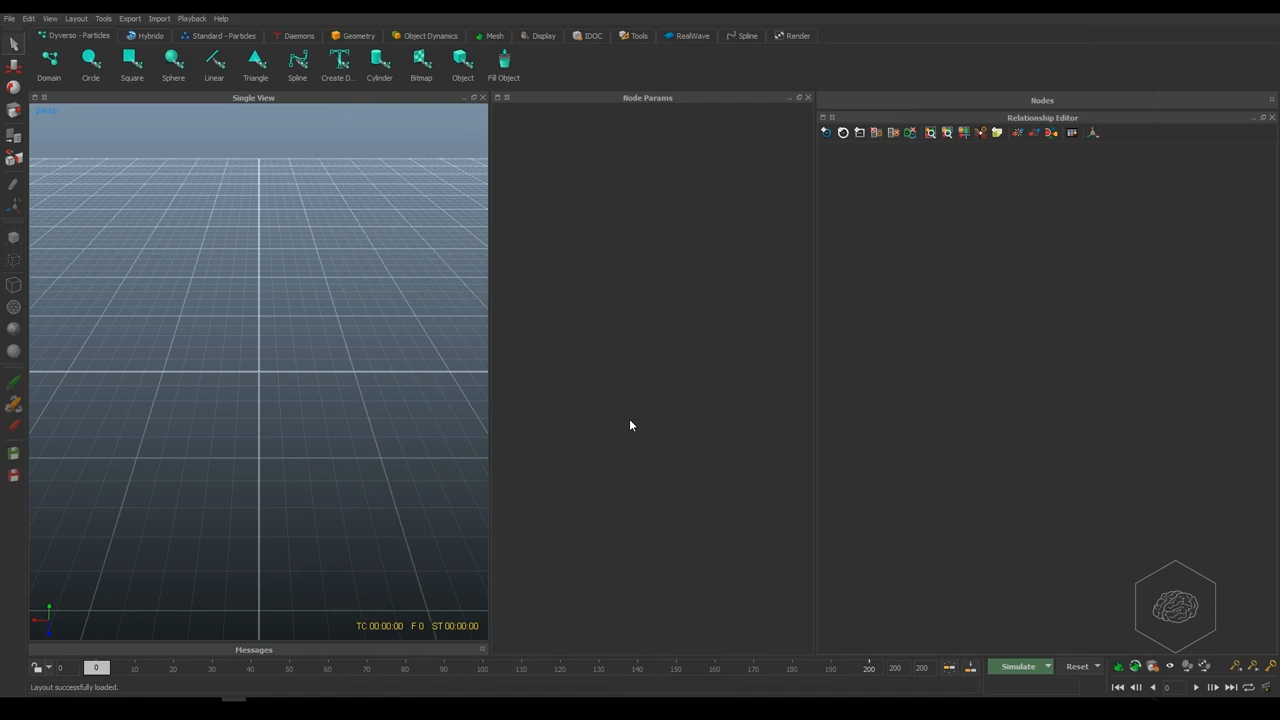 File Edit View Layout Tools Export Import Playback Help
Dyverso - Particles Hybrido Standard - Particles Daemons Geometry Object Dynamics Mesh Display IDOC Tools RealWave Spline Render
Domain Circle Square Sphere Linear Triangle Spline Create D... Cylinder Bitmap Object Fill Object
Single View Node Params Nodes
Relationship Editor
persp
TC 00:00:00 F 0 ST 00:00:00
Messages
0 0 10 20 30 40 50 60 70 80 90 100 110 120 130 140 150 160 170 180 190 200 200 200 Simulate Reset
Layout successfully loaded. 0